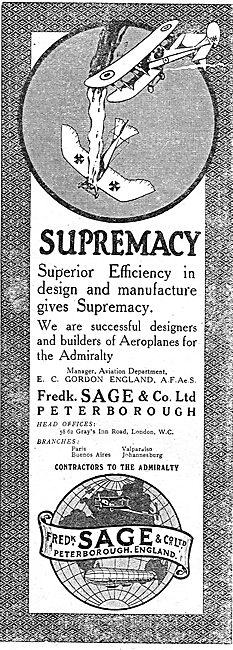 SUPREMACY
Superior Efficiency in
design and manufacture
gives Supremacy.
We are successful designers
and builders of Aeroplanes for
the Admiralty
Manager, Aviation Department,
E. C. GORDON ENGLAND, A.F.Ae.S.
Fredk. SAGE & Co. Ltd
PETERBOROUGH
HEAD OFFICES:
58-62 Gray's Inn Road, London, W.C.
BRANCHES:
Paris Valparaiso
Buenos Aires Johannesburg
CONTRACTORS TO THE ADMIRALTY
FREDK SAGE & Co LTD
PETERBOROUGH. ENGLAND.